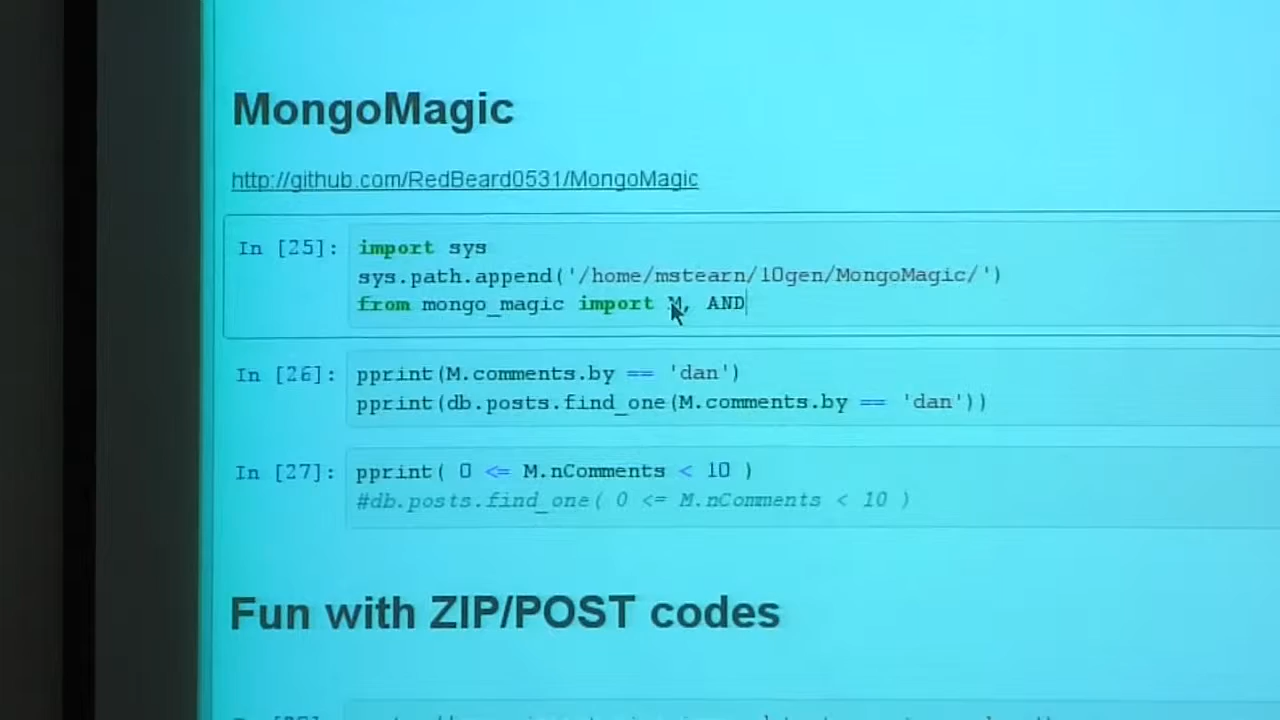 MongoMagic
http://github.com/RedBeard0531/MongoMagic
In [25]: import sys
sys.path.append('/home/mstearn/10gen/MongoMagic/')
from mongo_magic import M, AND
In [26]: pprint(M.comments.by == 'dan')
pprint(db.posts.find_one(M.comments.by == 'dan'))
In [27]: pprint( 0 <= M.nComments < 10 )
#db.posts.find_one( 0 <= M.nComments < 10 )
Fun with ZIP/POST codes